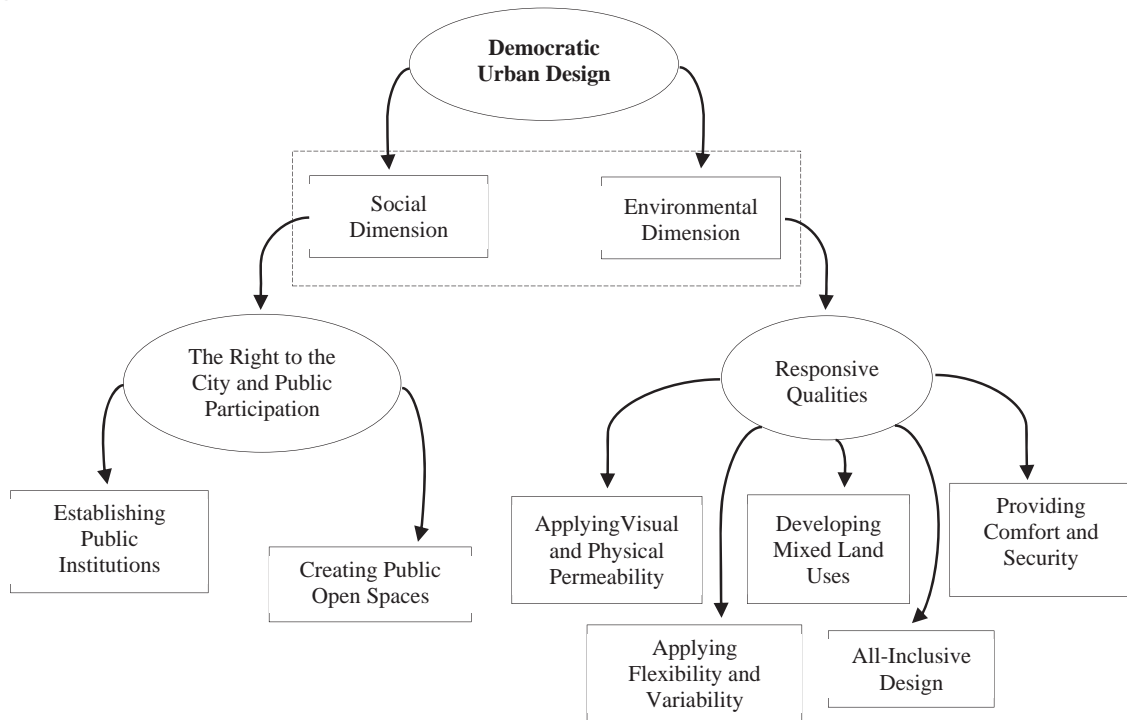 Democratic
Urban Design
Social
Dimension
Environmental
Dimension
The Right to the
City and Public
Participation
Responsive
Qualities
Establishing
Public
Institutions
Creating Public
Open Spaces
ApplyingVisual
and Physical
Permeability
Developing
Mixed Land
Uses
Providing
Comfort and
Security
Applying
Flexibility and
Variability
All-Inclusive
Design